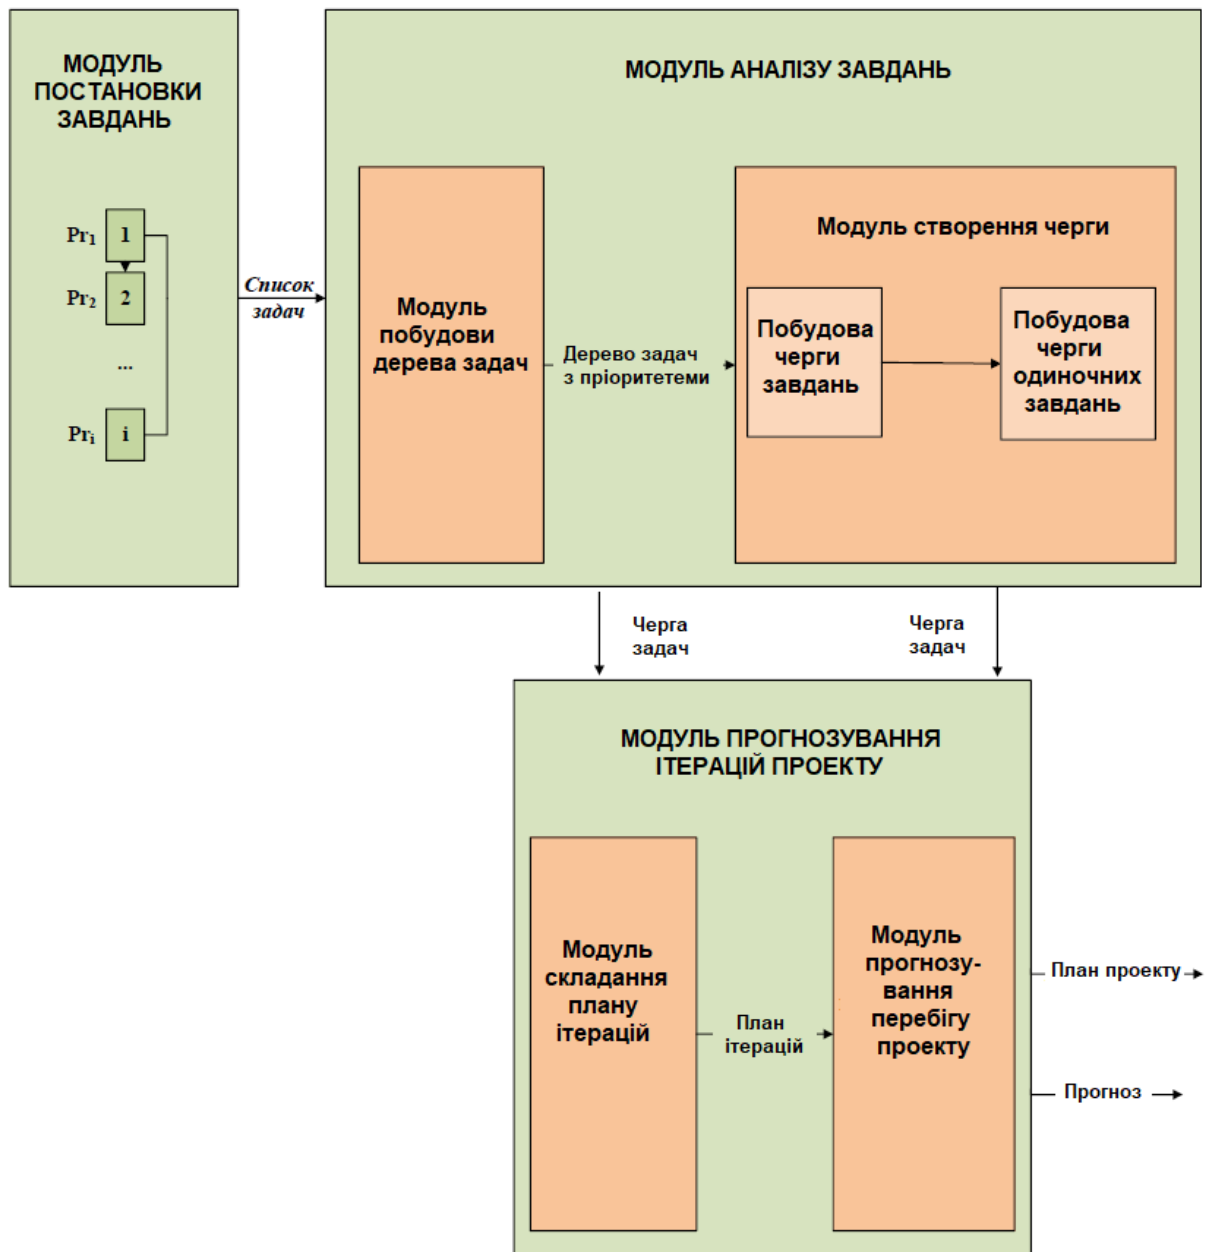 МОДУЛЬ
ПОСТАНОВКИ
ЗАВДАНЬ
Pr1 1
Pr2 2
...
Pri i
Список
задач
МОДУЛЬ АНАЛІЗУ ЗАВДАНЬ
Модуль
побудови
дерева задач
Дерево задач
з пріоритетеми
Модуль створення черги
Побудова
черги
завдань
Побудова
черги
одиночних
завдань
Черга
задач
Черга
задач
МОДУЛЬ ПРОГНОЗУВАННЯ
ІТЕРАЦІЙ ПРОЕКТУ
Модуль
складання
плану
ітерацій
План
ітерацій
Модуль
прогнозу-
вання
перебігу
проекту
План проекту
Прогноз